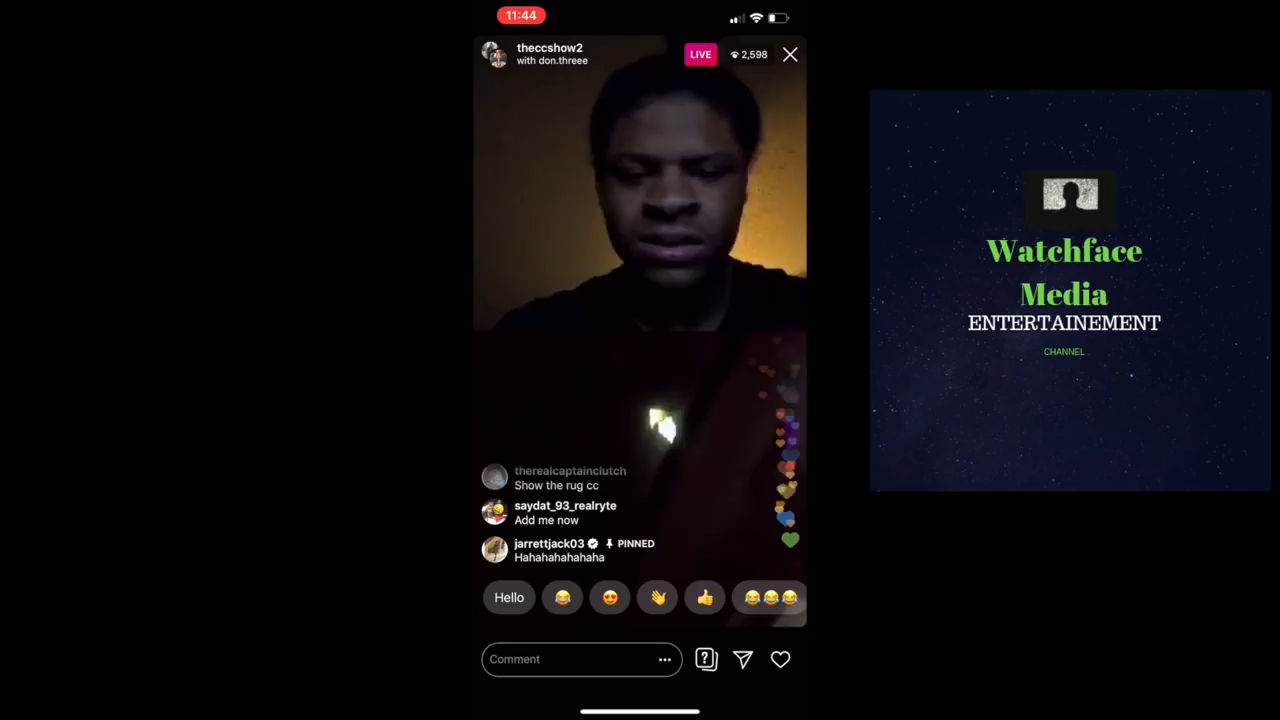 11:44
theccshow2
with don.threee
LIVE
2,598
therealcaptainclutch
Show the rug cc
saydat_93_realryte
Add me now
jarrettjack03 PINNED
Hahahahahahaha
Hello
Comment
Watchface
Media
ENTERTAINEMENT
CHANNEL